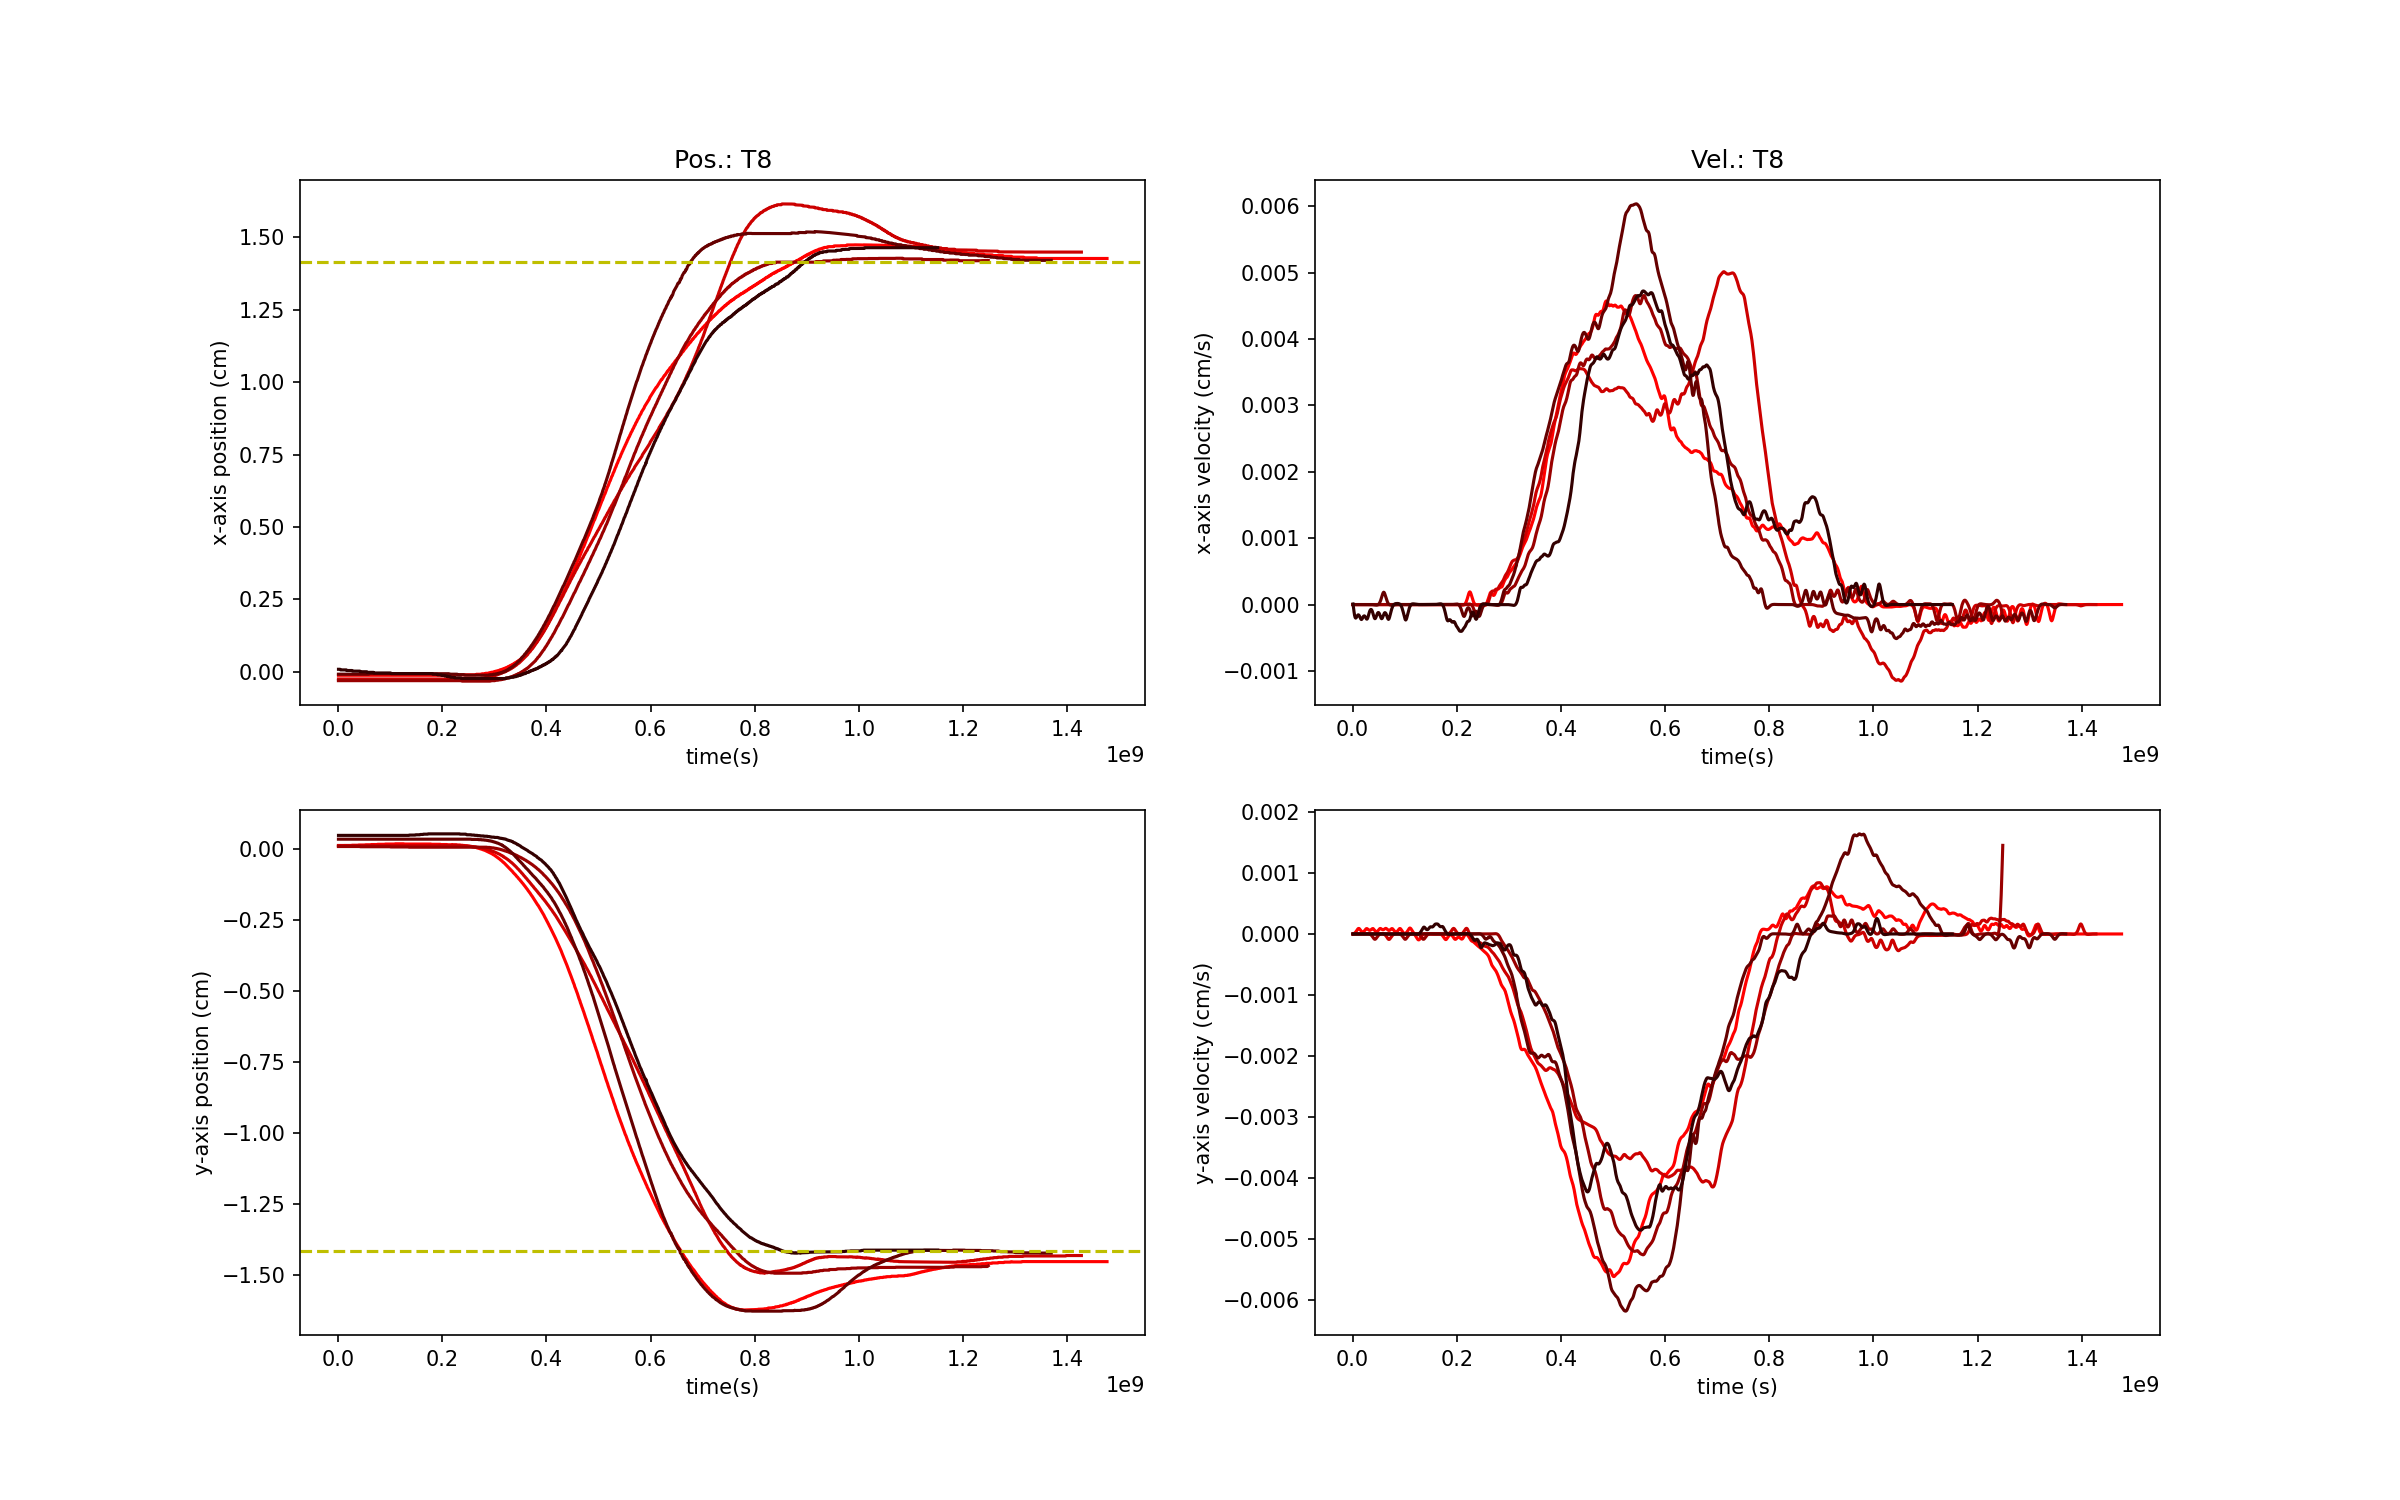 Pos.: T8
x-axis position (cm)
1.50
1.25
1.00
0.75
0.50
0.25
0.00
0.0 0.2 0.4 0.6 0.8 1.0 1.2 1.4
time(s)
1e9
Vel.: T8
x-axis velocity (cm/s)
0.006
0.005
0.004
0.003
0.002
0.001
0.000
−0.001
0.0 0.2 0.4 0.6 0.8 1.0 1.2 1.4
time(s)
1e9
y-axis position (cm)
0.00
−0.25
−0.50
−0.75
−1.00
−1.25
−1.50
0.0 0.2 0.4 0.6 0.8 1.0 1.2 1.4
time(s)
1e9
y-axis velocity (cm/s)
0.002
0.001
0.000
−0.001
−0.002
−0.003
−0.004
−0.005
−0.006
0.0 0.2 0.4 0.6 0.8 1.0 1.2 1.4
time (s)
1e9